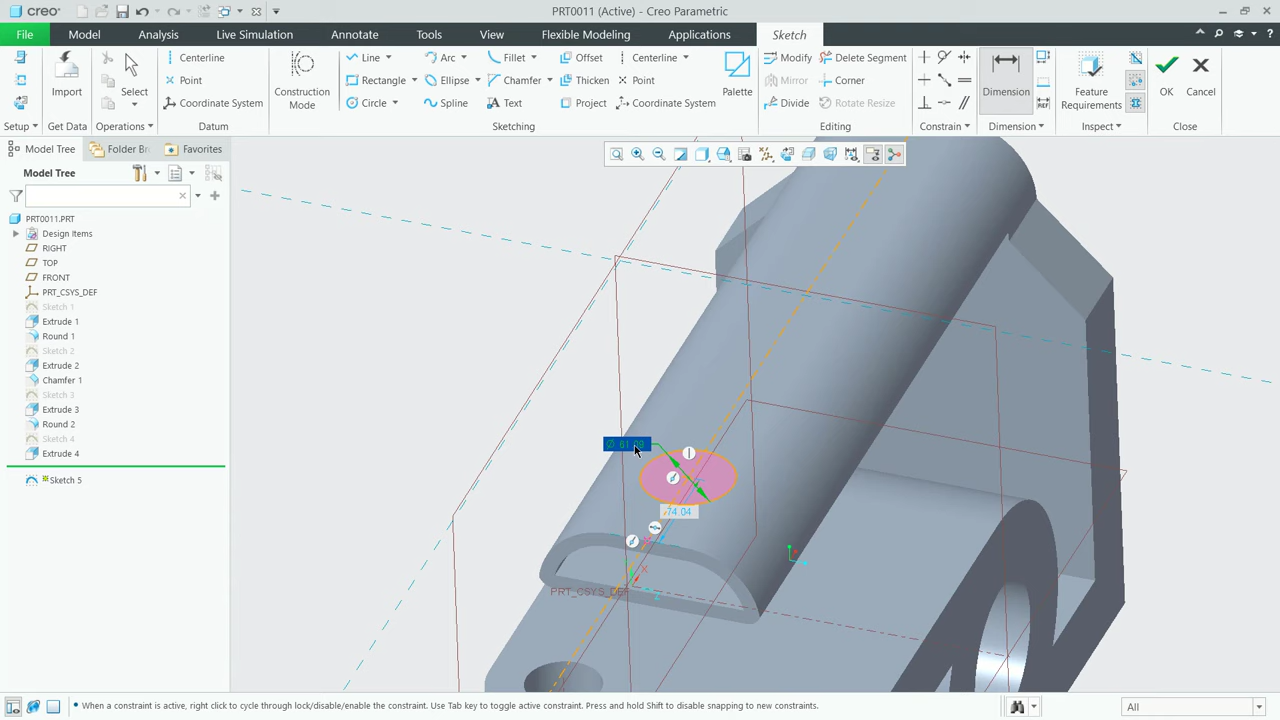 creo
PRT0011 (Active) - Creo Parametric
File
Model
Analysis
Live Simulation
Annotate
Tools
View
Flexible Modeling
Applications
Sketch
Import
Select
Centerline
Point
Coordinate System
Construction
Mode
Line
Rectangle
Circle
Arc
Ellipse
Spline
Fillet
Chamfer
Text
Offset
Thicken
Project
Centerline
Point
Coordinate System
Palette
Modify
Mirror
Divide
Delete Segment
Corner
Rotate Resize
Dimension
Feature
Requirements
OK
Cancel
Setup
Get Data
Operations
Datum
Sketching
Editing
Constrain
Dimension
Inspect
Close
Model Tree
Folder Br
Favorites
Model Tree
PRT0011.PRT
Design Items
RIGHT
TOP
FRONT
PRT_CSYS_DEF
Sketch 1
Extrude 1
Round 1
Sketch 2
Extrude 2
Chamfer 1
Sketch 3
Extrude 3
Round 2
Sketch 4
Extrude 4
Sketch 5
74.04
X
PRT_CSYS_DEF
When a constraint is active, right click to cycle through lock/disable/enable the constraint. Use Tab key to toggle active constraint. Press and hold Shift to disable snapping to new constraints.
All